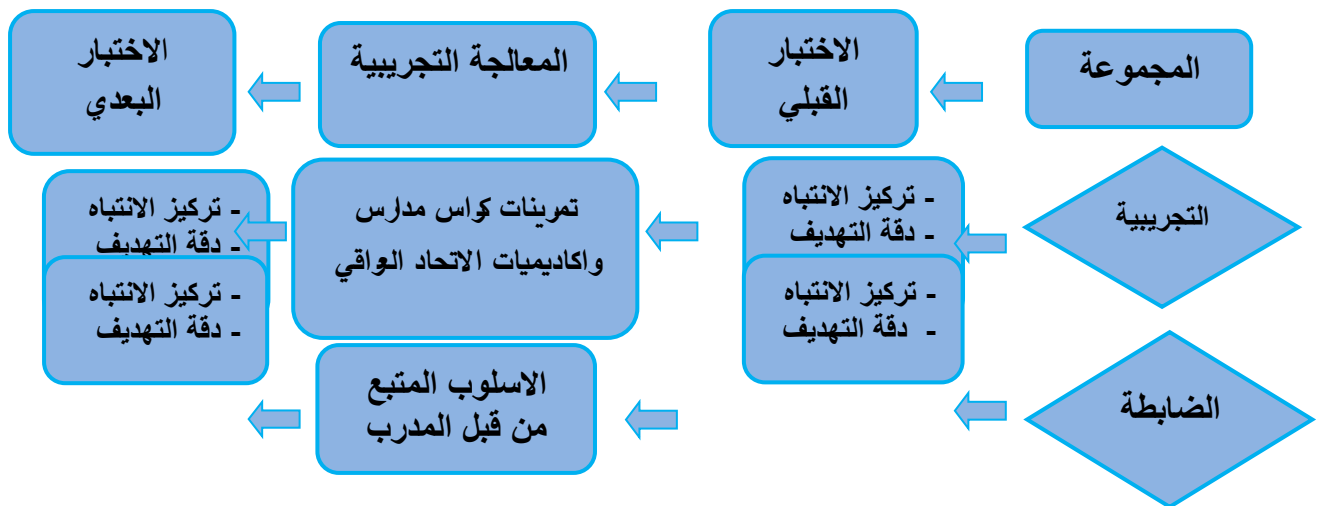 المجموعة
الاختبار
القبلي
المعالجة التجريبية
الاختبار
البعدي
التجريبية
- تركيز الانتباه
- دقة التهديف
تمرينات كراس مدارس
واكاديميات الاتحاد العراقي
- تركيز الانتباه
- دقة التهديف
الضابطة
- تركيز الانتباه
- دقة التهديف
الاسلوب المتبع
من قبل المدرب
- تركيز الانتباه
- دقة التهديف